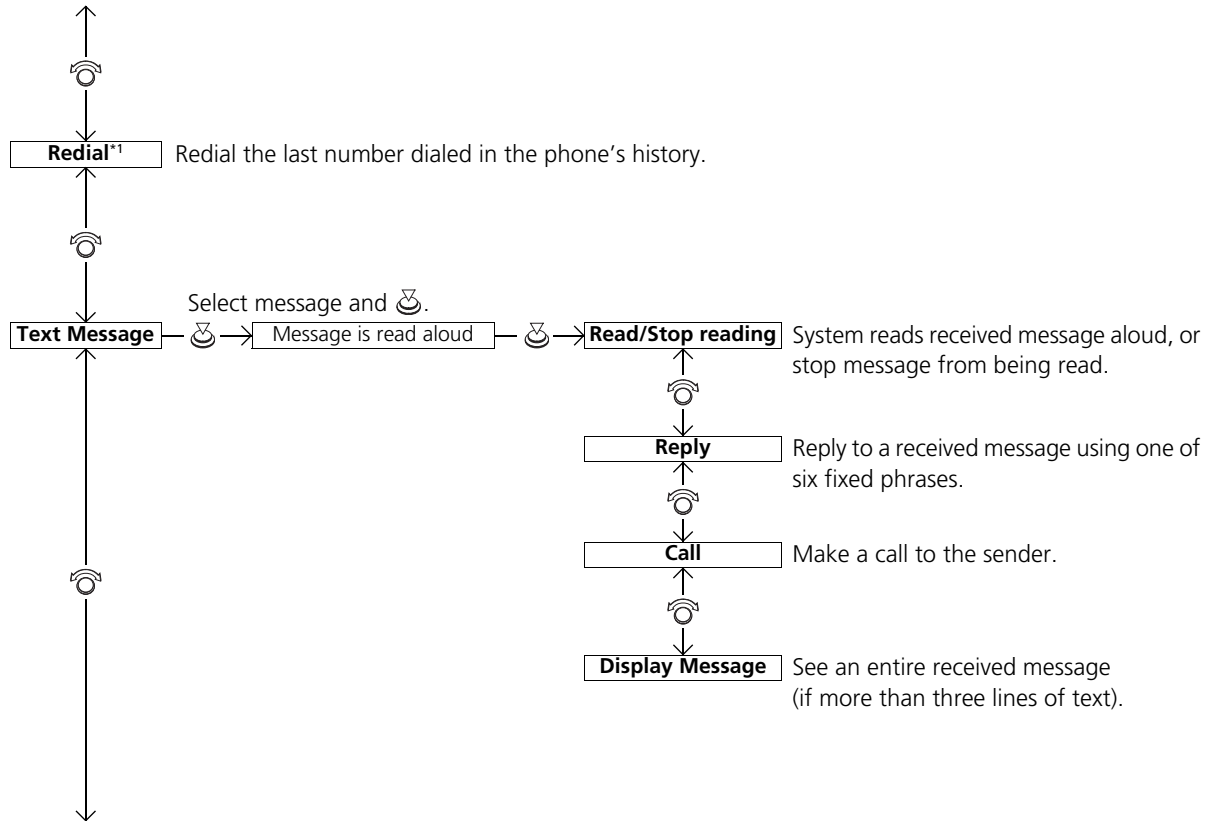 Redial*1 Redial the last number dialed in the phone's history.
Select message and .
Text Message Message is read aloud Read/Stop reading System reads received message aloud, or
stop message from being read.
Reply Reply to a received message using one of
six fixed phrases.
Call Make a call to the sender.
Display Message See an entire received message
(if more than three lines of text).